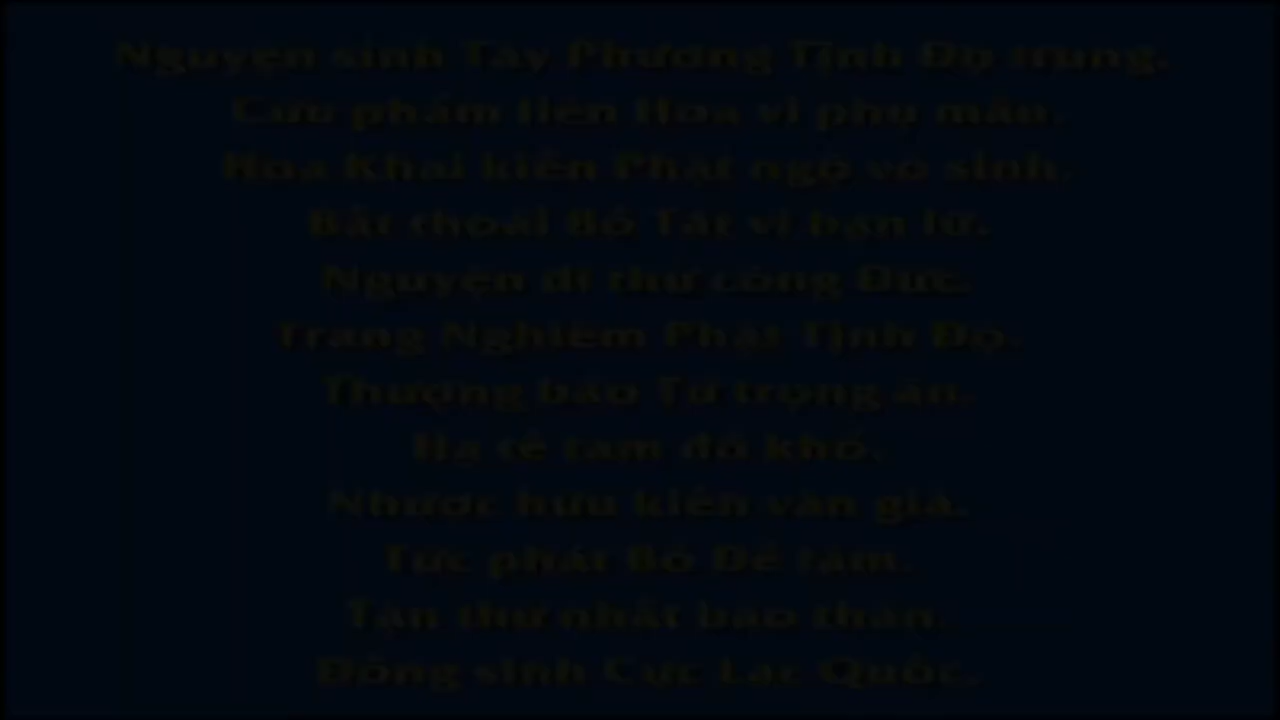 Nguyện sinh Tây Phương Tịnh Độ trung.
Cửu phẩm liên Hoa vi phụ mẫu.
Hoa Khai kiến Phật ngộ vô sinh.
Bất thoái Bồ Tát vi bạn lữ.
Nguyện dĩ thử công Đức.
Trang Nghiêm Phật Tịnh Độ.
Thượng báo Tứ trọng ân.
Hạ tế tam đồ khổ.
Nhược hữu kiến văn giả.
Tức phát Bồ Đề tâm.
Tận thử nhất báo thân.
Đồng sinh Cực Lạc Quốc.